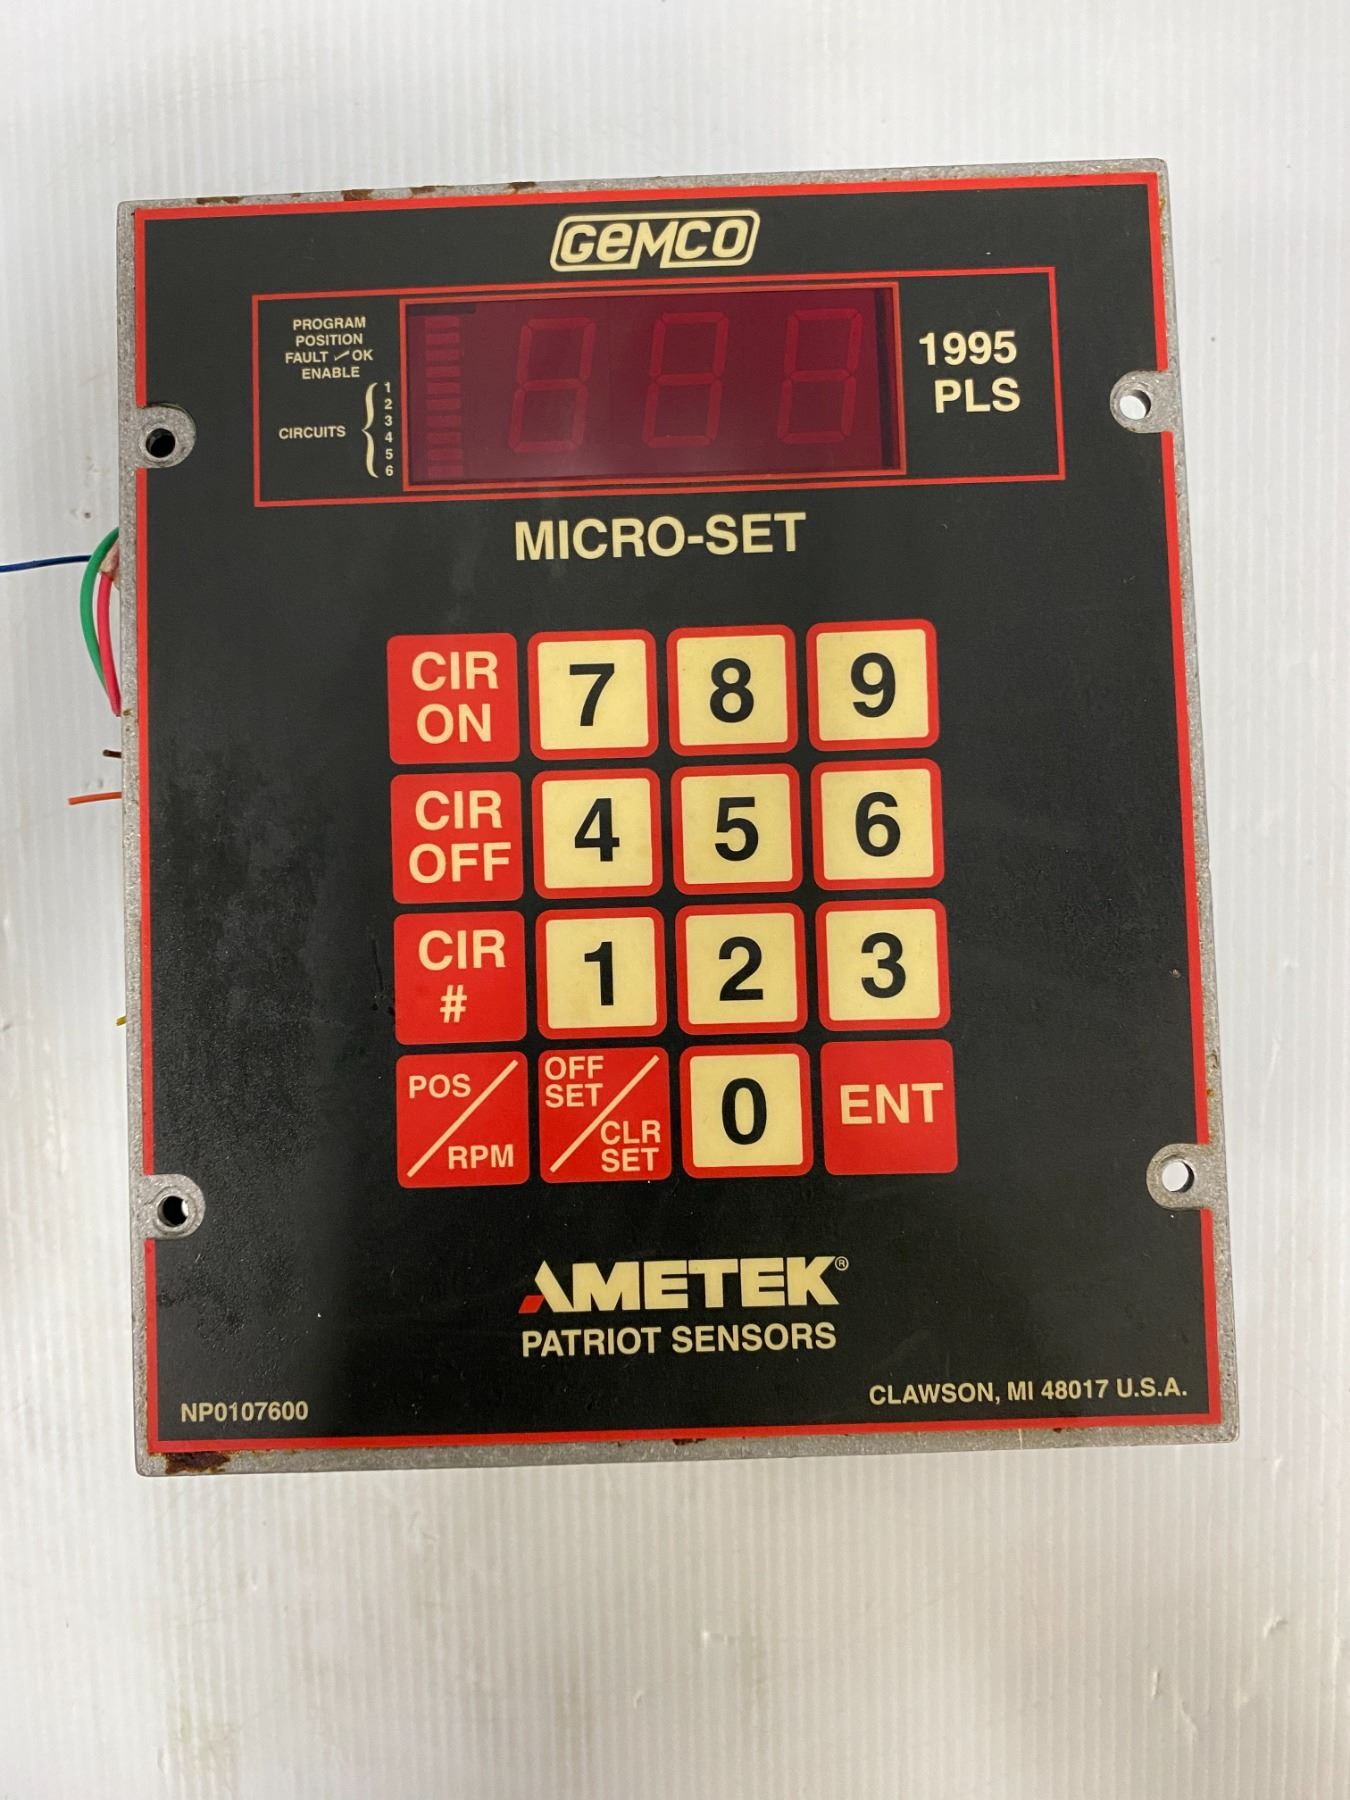 GEMCO
PROGRAM
POSITION
FAULT OK
ENABLE
CIRCUITS
1
2
3
4
5
6
1995
PLS
MICRO-SET
CIR
ON
7
8
9
CIR
OFF
4
5
6
CIR
#
1
2
3
POS/
RPM
OFF
SET/
CLR
SET
0
ENT
AMETEK®
PATRIOT SENSORS
NP0107600
CLAWSON, MI 48017 U.S.A.